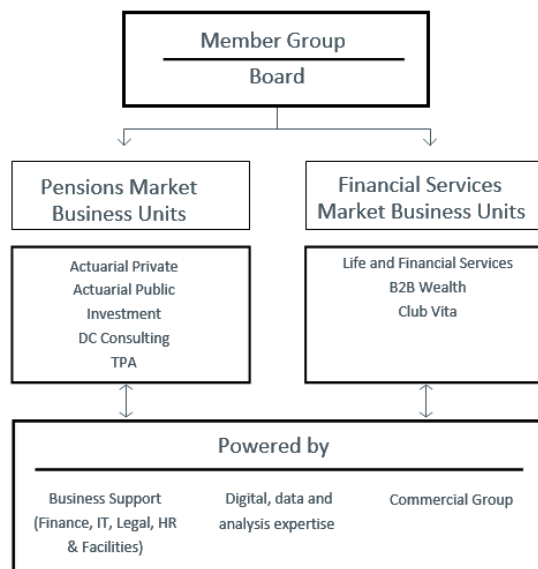 Member Group
Board
Pensions Market
Business Units
Financial Services
Market Business Units
Actuarial Private
Actuarial Public
Investment
DC Consulting
TPA
Life and Financial Services
B2B Wealth
Club Vita
Powered by
Business Support
(Finance, IT, Legal, HR
& Facilities)
Digital, data and
analysis expertise
Commercial Group